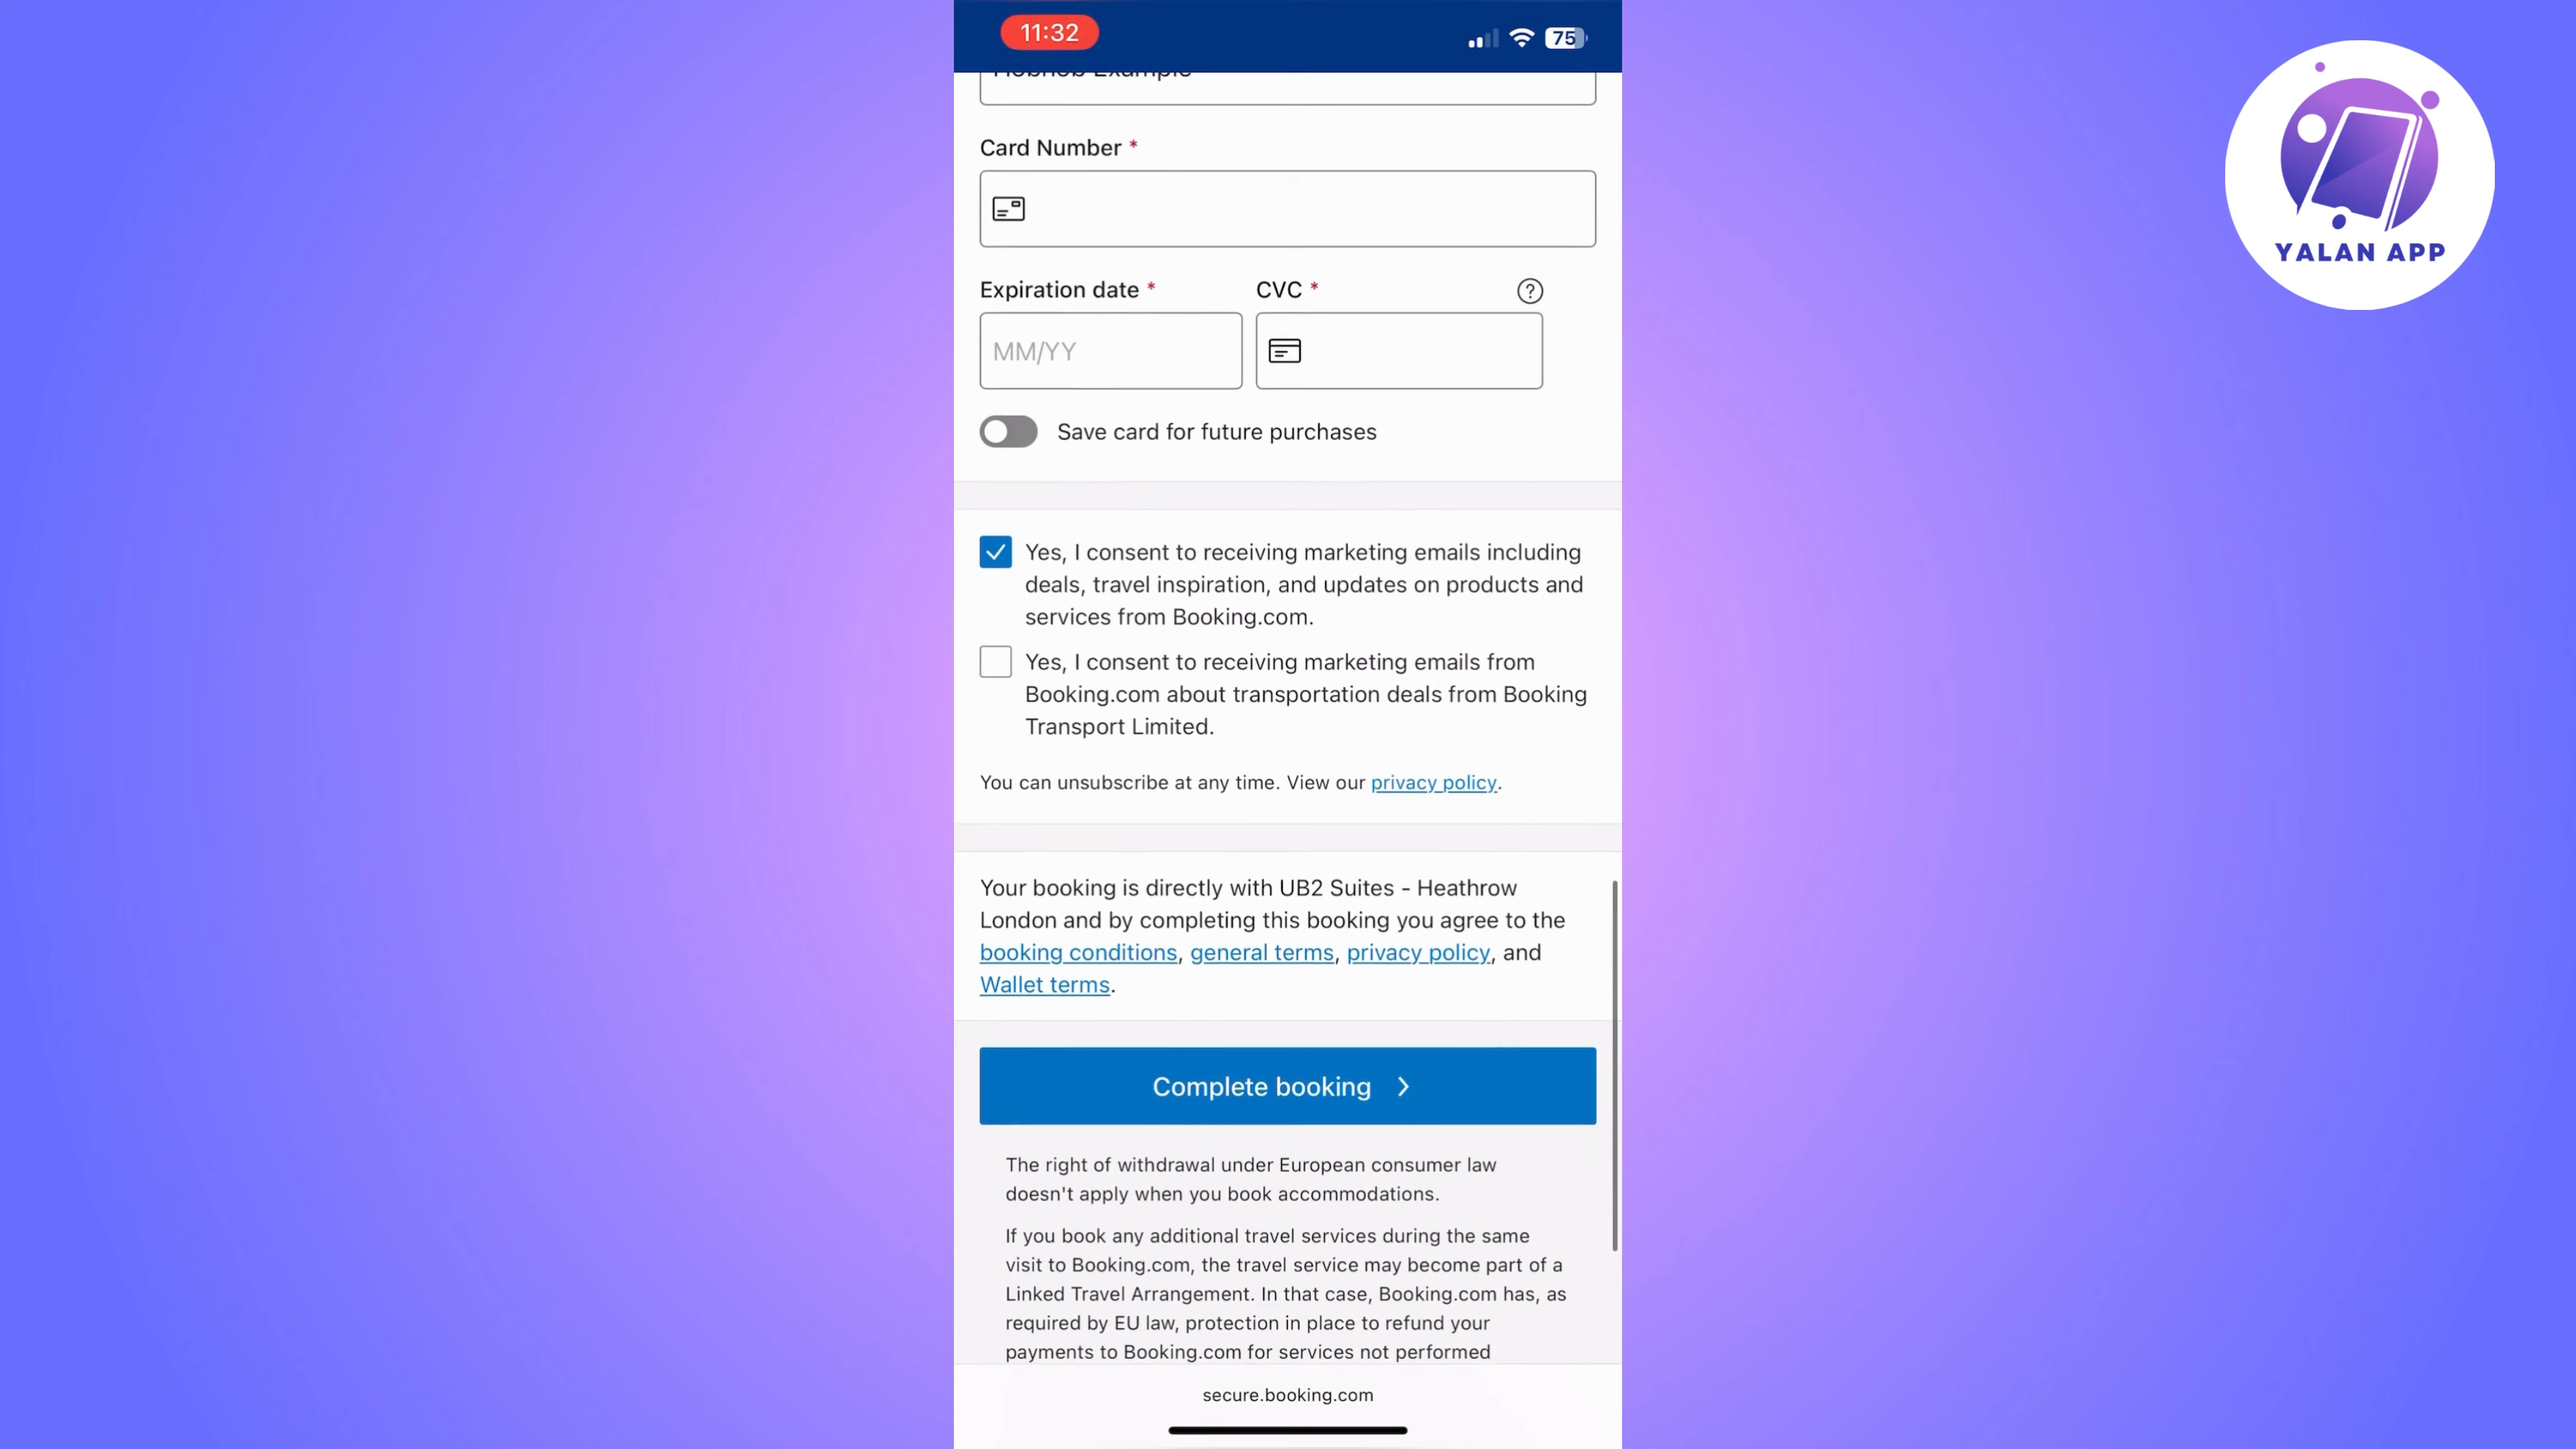 11:32
75
Example
Card Number *
Expiration date *
CVC *
?
MM/YY
Save card for future purchases
Yes, I consent to receiving marketing emails including
deals, travel inspiration, and updates on products and
services from Booking.com.
Yes, I consent to receiving marketing emails from
Booking.com about transportation deals from Booking
Transport Limited.
You can unsubscribe at any time. View our privacy policy.
Your booking is directly with UB2 Suites - Heathrow
London and by completing this booking you agree to the
booking conditions, general terms, privacy policy, and
Wallet terms.
Complete booking
The right of withdrawal under European consumer law
doesn't apply when you book accommodations.
If you book any additional travel services during the same
visit to Booking.com, the travel service may become part of a
Linked Travel Arrangement. In that case, Booking.com has, as
required by EU law, protection in place to refund your
payments to Booking.com for services not performed
secure.booking.com
YALAN APP